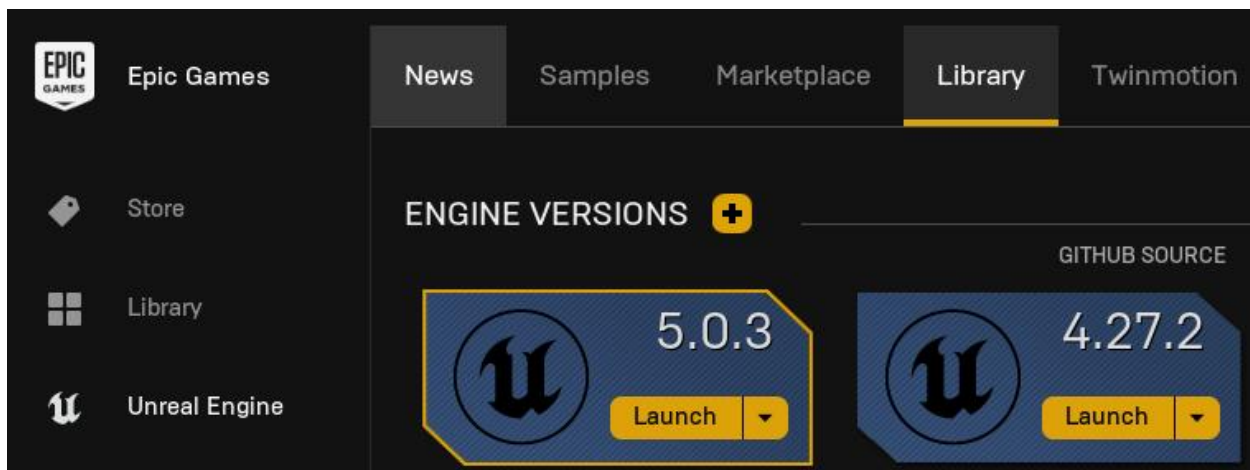 EPIC GAMES
Epic Games
News
Samples
Marketplace
Library
Twinmotion
Store
Library
Unreal Engine
ENGINE VERSIONS
GITHUB SOURCE
5.0.3
Launch
4.27.2
Launch